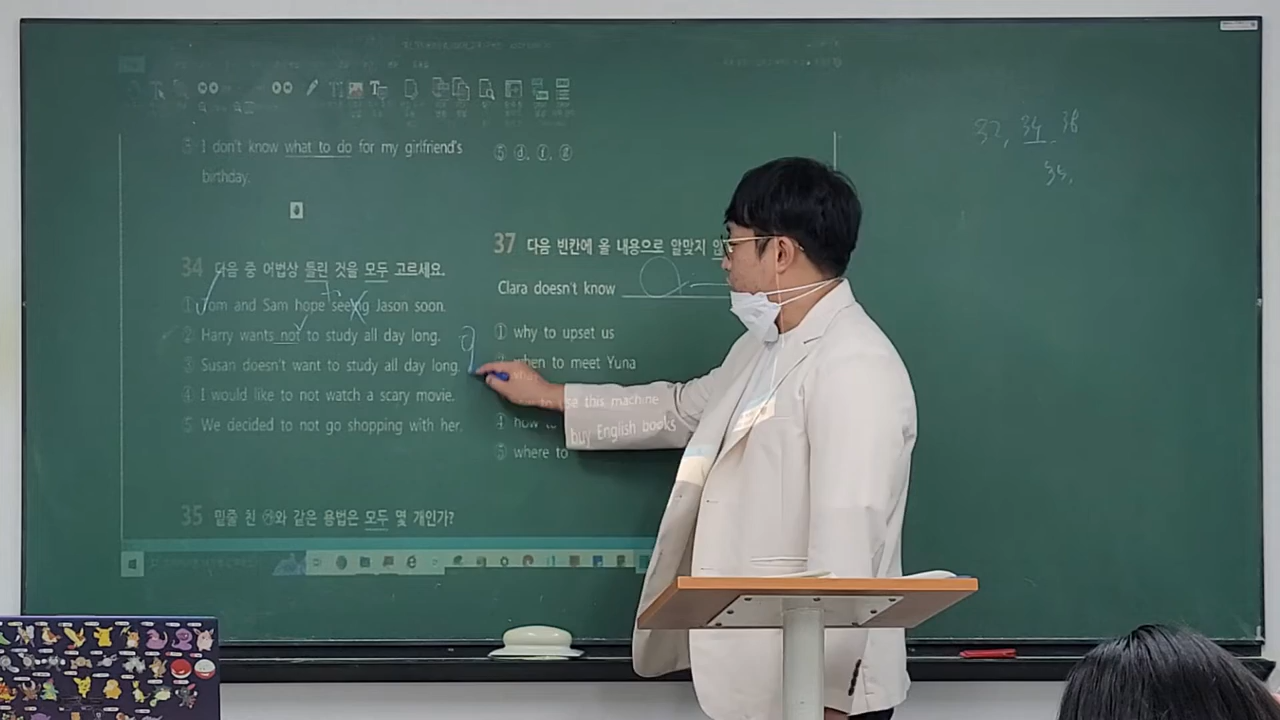 ③ I don't know what to do for my girlfriend's
birthday.
34 다음 중 어법상 틀린 것을 모두 고르세요.
① Tom and Sam hope seeing Jason soon.
② Harry wants not to study all day long.
③ Susan doesn't want to study all day long.
④ I would like to not watch a scary movie.
⑤ We decided to not go shopping with her.
35 밑줄 친 와 같은 용법은 모두 몇 개인가?
⑤ ⓓ, ⓕ, ⓖ
37 다음 빈칸에 올 내용으로 알맞지
Clara doesn't know
① why to upset us
② when to meet Yuna
use this machine
④ how to
buy English books
⑤ where to
32, 34, 38
35,